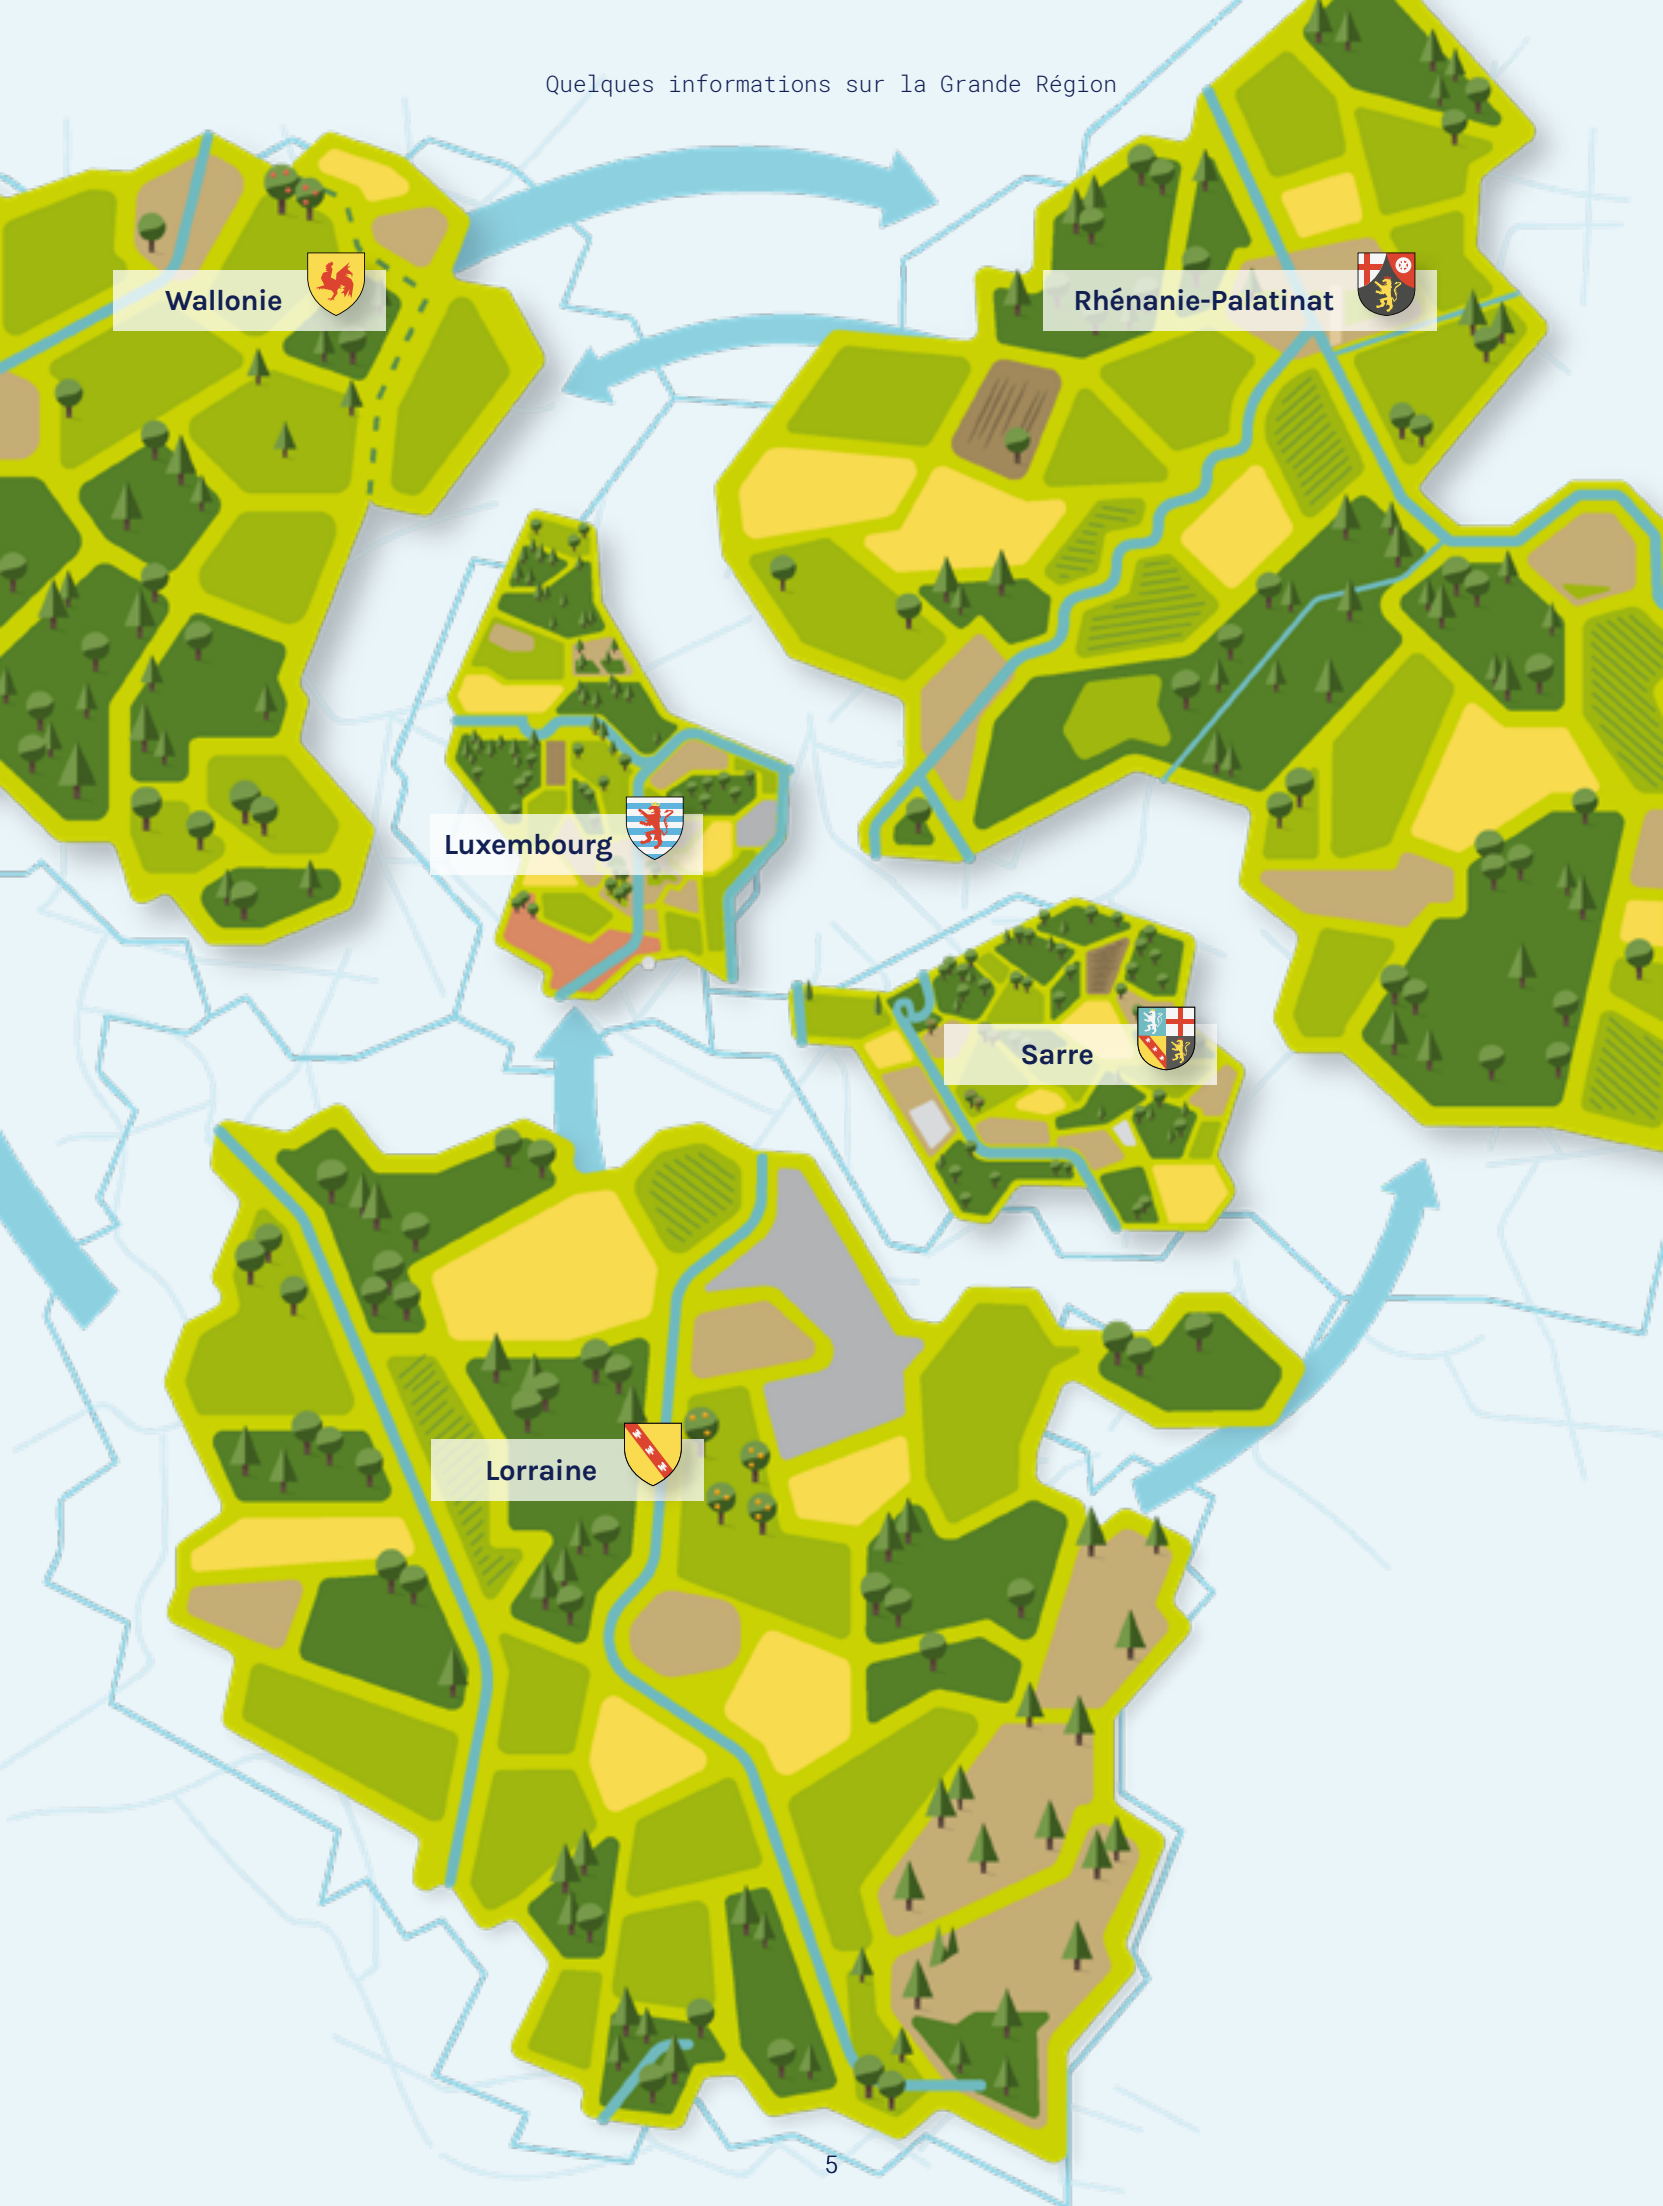 Quelques informations sur la Grande Région
Wallonie
Rhénanie-Palatinat
Luxembourg
Sarre
Lorraine
5